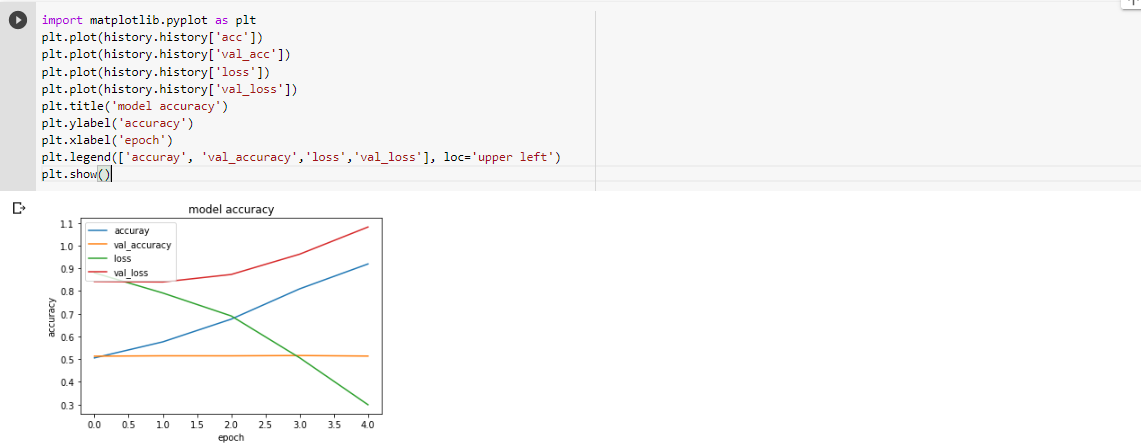 import matplotlib.pyplot as plt
plt.plot(history.history['acc'])
plt.plot(history.history['val_acc'])
plt.plot(history.history['loss'])
plt.plot(history.history['val_loss'])
plt.title('model accuracy')
plt.ylabel('accuracy')
plt.xlabel('epoch')
plt.legend(['accuray', 'val_accuracy','loss','val_loss'], loc='upper left')
plt.show()
model accuracy
accuray
val_accuracy
loss
val_loss
1.1
1.0
0.9
0.8
0.7
0.6
0.5
0.4
0.3
accuracy
0.0 0.5 1.0 1.5 2.0 2.5 3.0 3.5 4.0
epoch